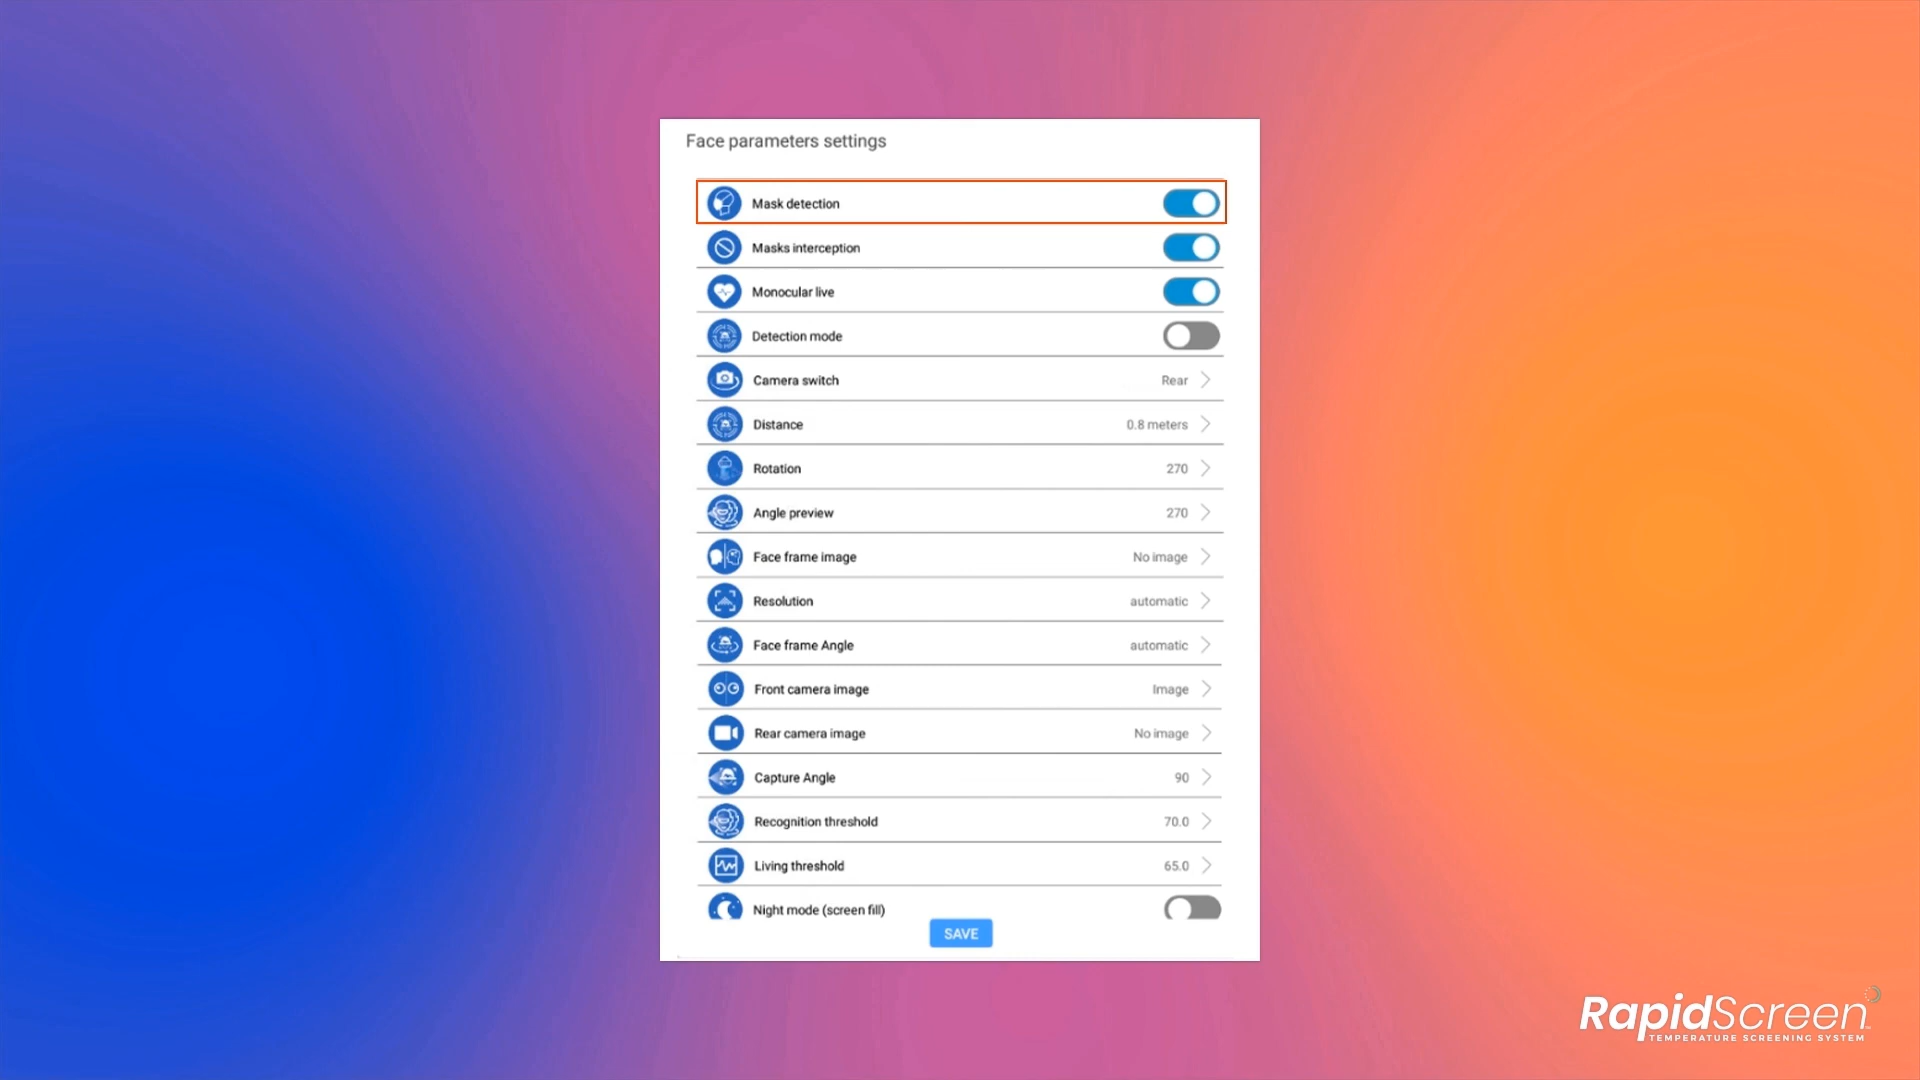 Face parameters settings
Mask detection
Masks interception
Monocular live
Detection mode
Camera switch Rear
Distance 0.8 meters
Rotation 270
Angle preview 270
Face frame image No image
Resolution automatic
Face frame Angle automatic
Front camera image Image
Rear camera image No image
Capture Angle 90
Recognition threshold 70.0
Living threshold 65.0
Night mode (screen fill)
SAVE
RapidScreen
TEMPERATURE SCREENING SYSTEM